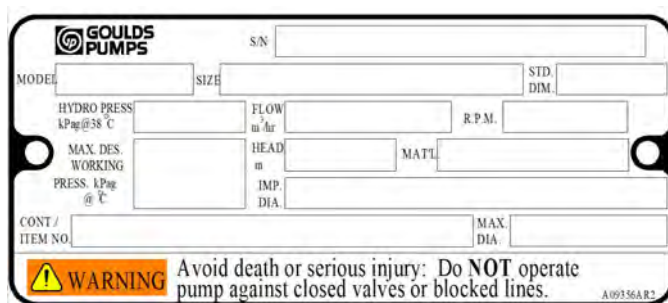 GOULDS
PUMPS
S/N
MODEL
SIZE
STD.
DIM.
HYDRO PRESS
kPag@38 °C
FLOW
m³/hr
R.P.M.
MAX. DES.
WORKING
PRESS. kPag
@ °C
HEAD
m
MAT'L
IMP.
DIA.
CONT /
ITEM NO.
MAX.
DIA.
WARNING
Avoid death or serious injury: Do NOT operate
pump against closed valves or blocked lines.
A09356AR2